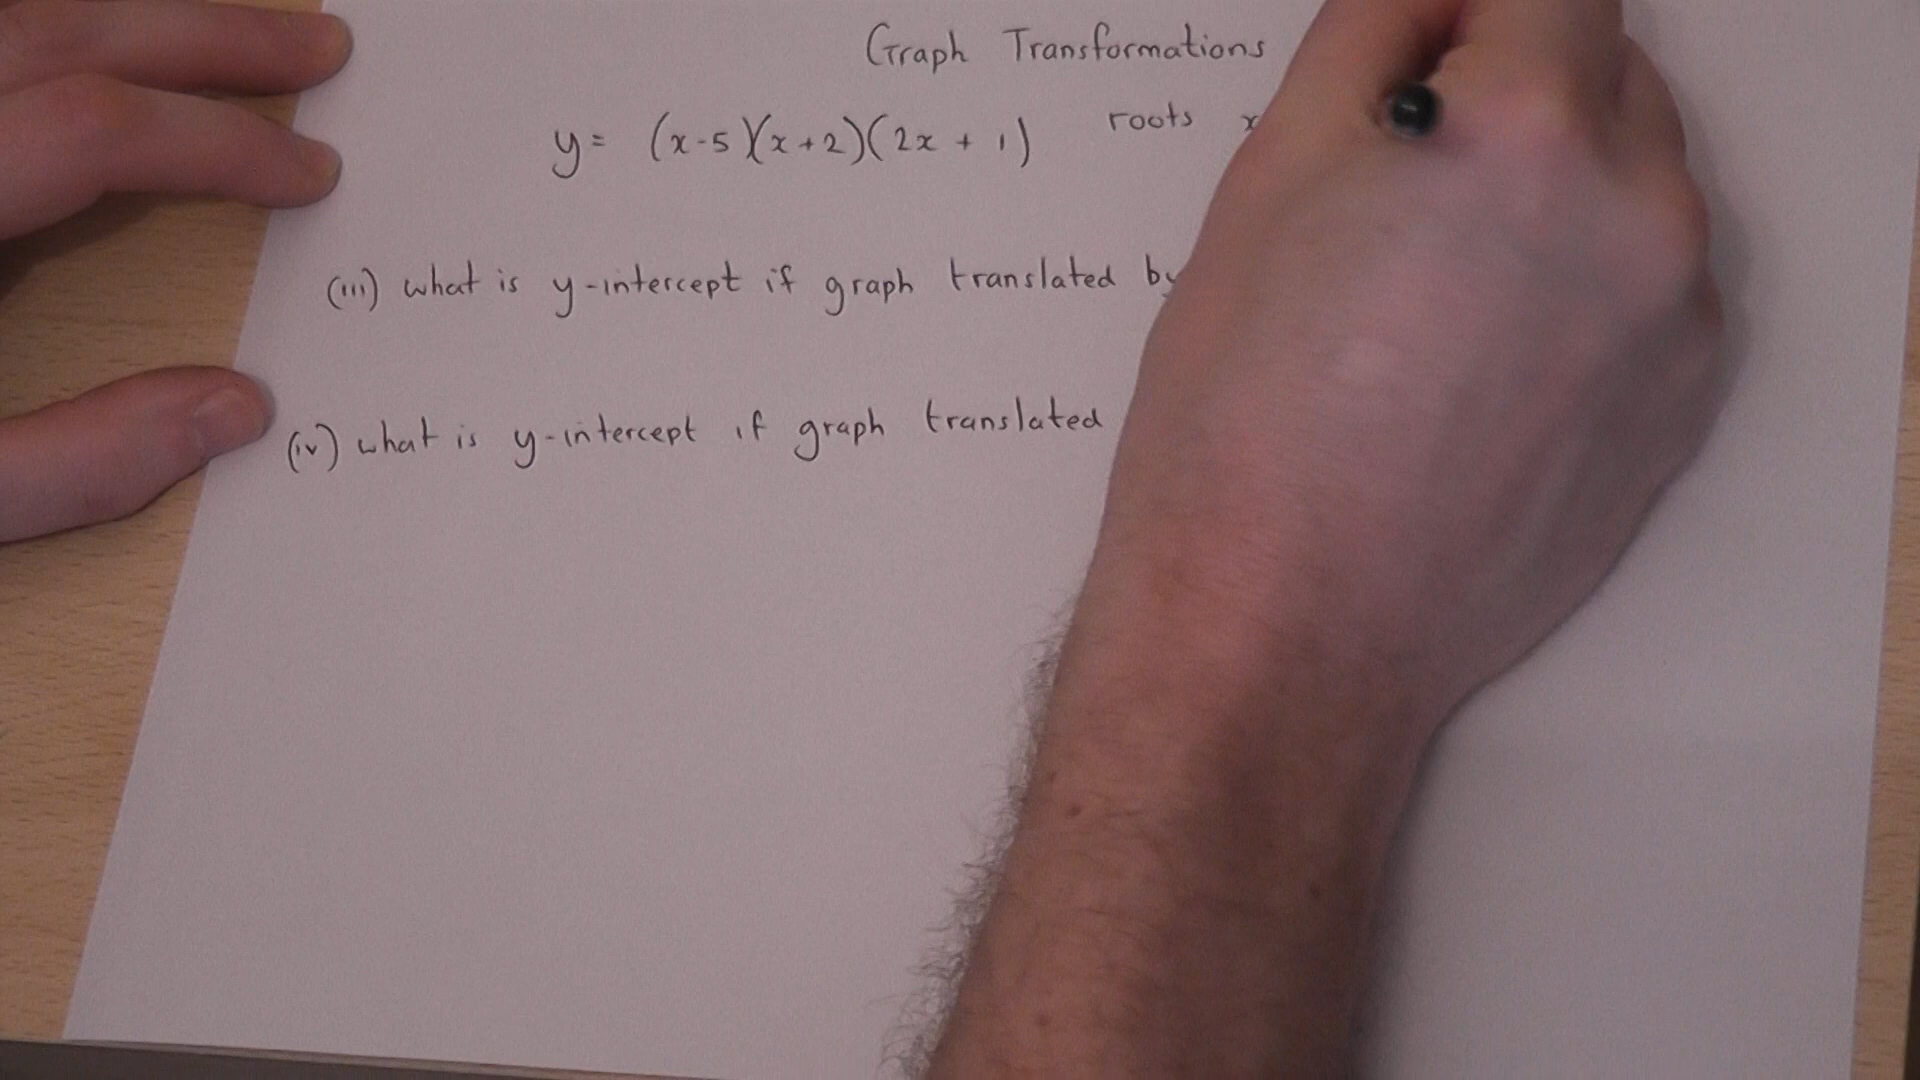 Graph Transformations
y = (x-5)(x+2)(2x + 1) roots x
(iii) what is y-intercept if graph translated by
(iv) what is y-intercept if graph translated